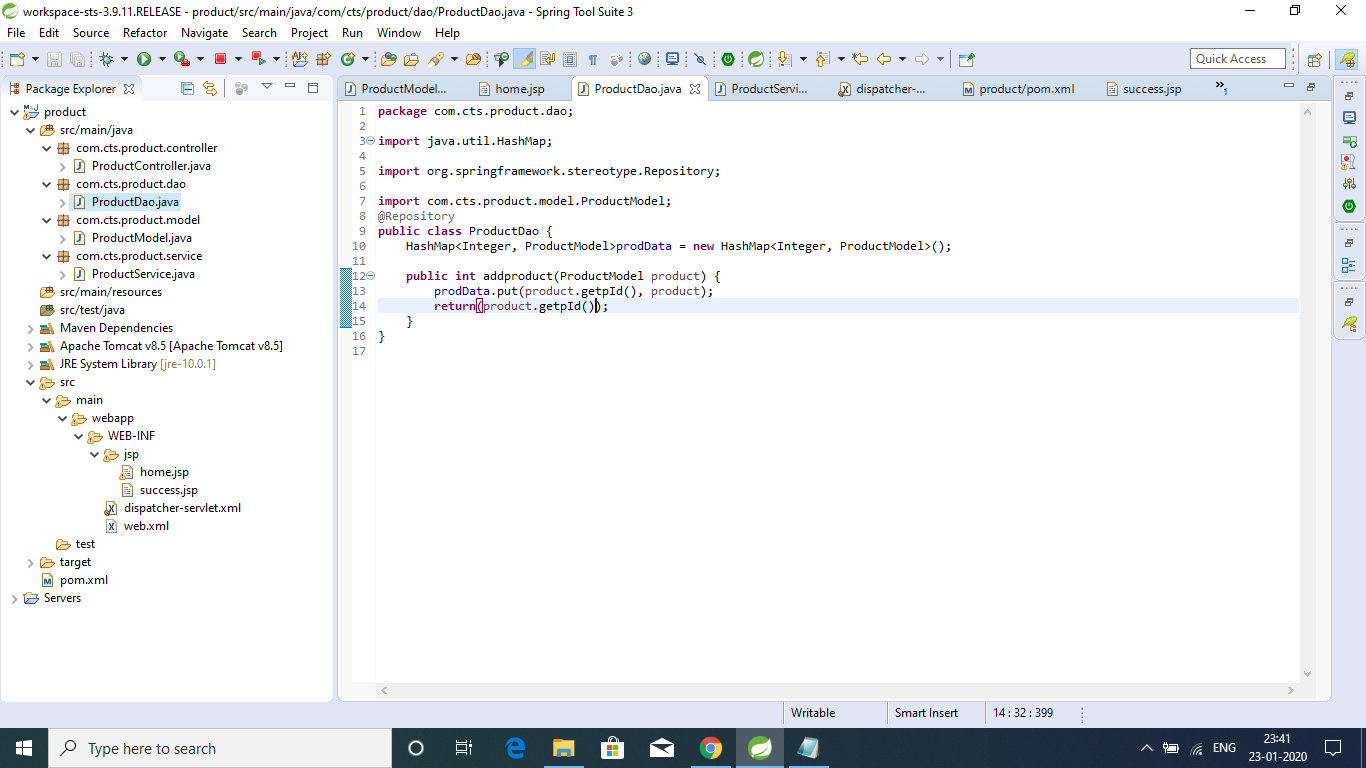 workspace-sts-3.9.11.RELEASE - product/src/main/java/com/cts/product/dao/ProductDao.java - Spring Tool Suite 3
File Edit Source Refactor Navigate Search Project Run Window Help
Quick Access
Package Explorer
product
src/main/java
com.cts.product.controller
ProductController.java
com.cts.product.dao
ProductDao.java
com.cts.product.model
ProductModel.java
com.cts.product.service
ProductService.java
src/main/resources
src/test/java
Maven Dependencies
Apache Tomcat v8.5 [Apache Tomcat v8.5]
JRE System Library [jre-10.0.1]
src
main
webapp
WEB-INF
jsp
home.jsp
success.jsp
dispatcher-servlet.xml
web.xml
test
target
pom.xml
Servers
ProductModel... home.jsp ProductDao.java ProductServi... dispatcher-... product/pom.xml success.jsp »1
1 package com.cts.product.dao;
2
3 import java.util.HashMap;
4
5 import org.springframework.stereotype.Repository;
6
7 import com.cts.product.model.ProductModel;
8 @Repository
9 public class ProductDao {
10 HashMap<Integer, ProductModel>prodData = new HashMap<Integer, ProductModel>();
11
12 public int addproduct(ProductModel product) {
13 prodData.put(product.getpId(), product);
14 return(product.getpId());
15 }
16 }
17
Writable Smart Insert 14 : 32 : 399
Type here to search
ENG
23:41
23-01-2020